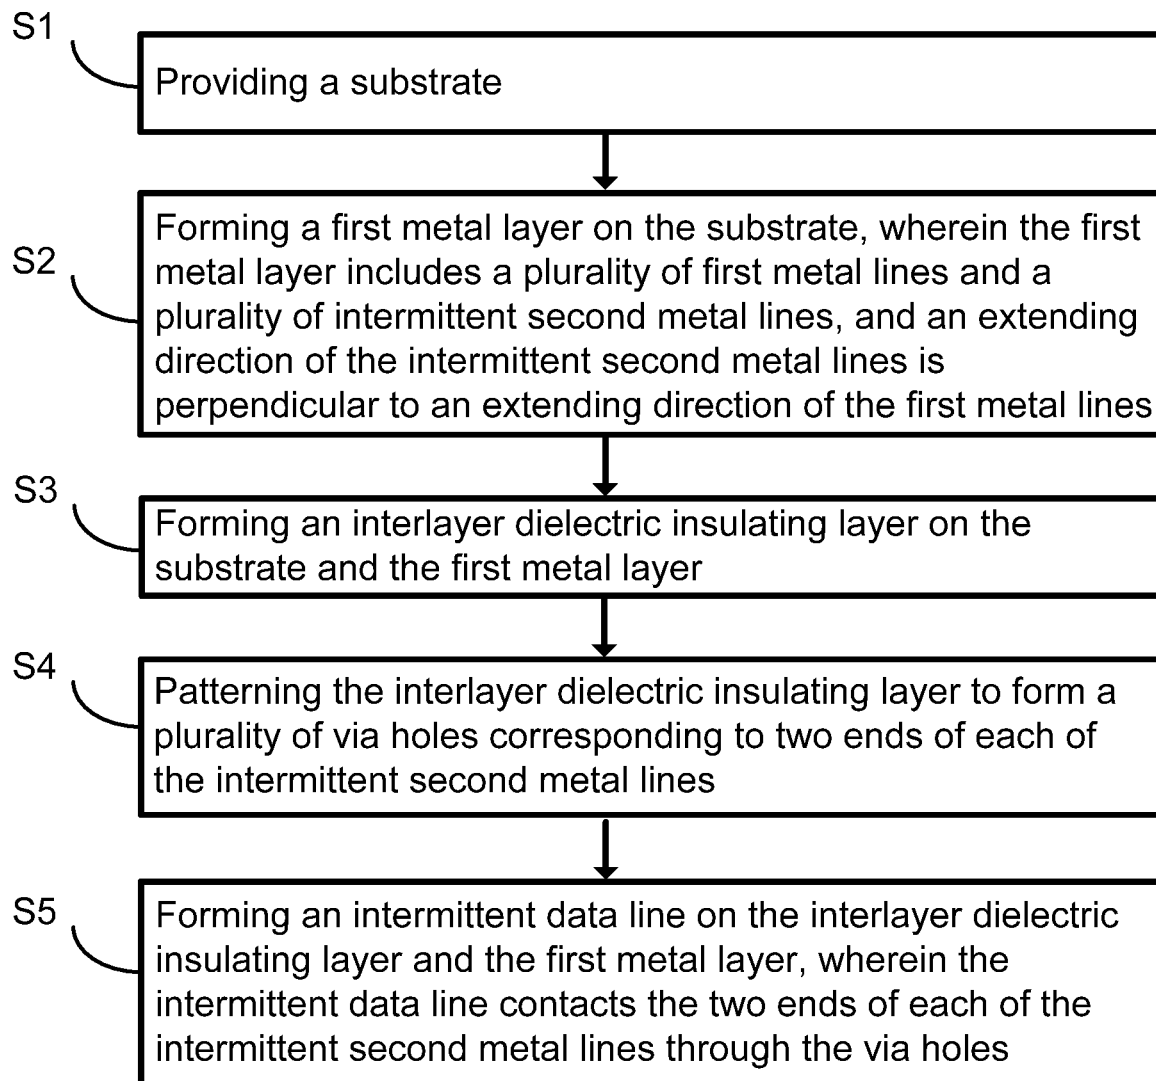 S1
Providing a substrate
S2
Forming a first metal layer on the substrate, wherein the first
metal layer includes a plurality of first metal lines and a
plurality of intermittent second metal lines, and an extending
direction of the intermittent second metal lines is
perpendicular to an extending direction of the first metal lines
S3
Forming an interlayer dielectric insulating layer on the
substrate and the first metal layer
S4
Patterning the interlayer dielectric insulating layer to form a
plurality of via holes corresponding to two ends of each of
the intermittent second metal lines
S5
Forming an intermittent data line on the interlayer dielectric
insulating layer and the first metal layer, wherein the
intermittent data line contacts the two ends of each of the
intermittent second metal lines through the via holes